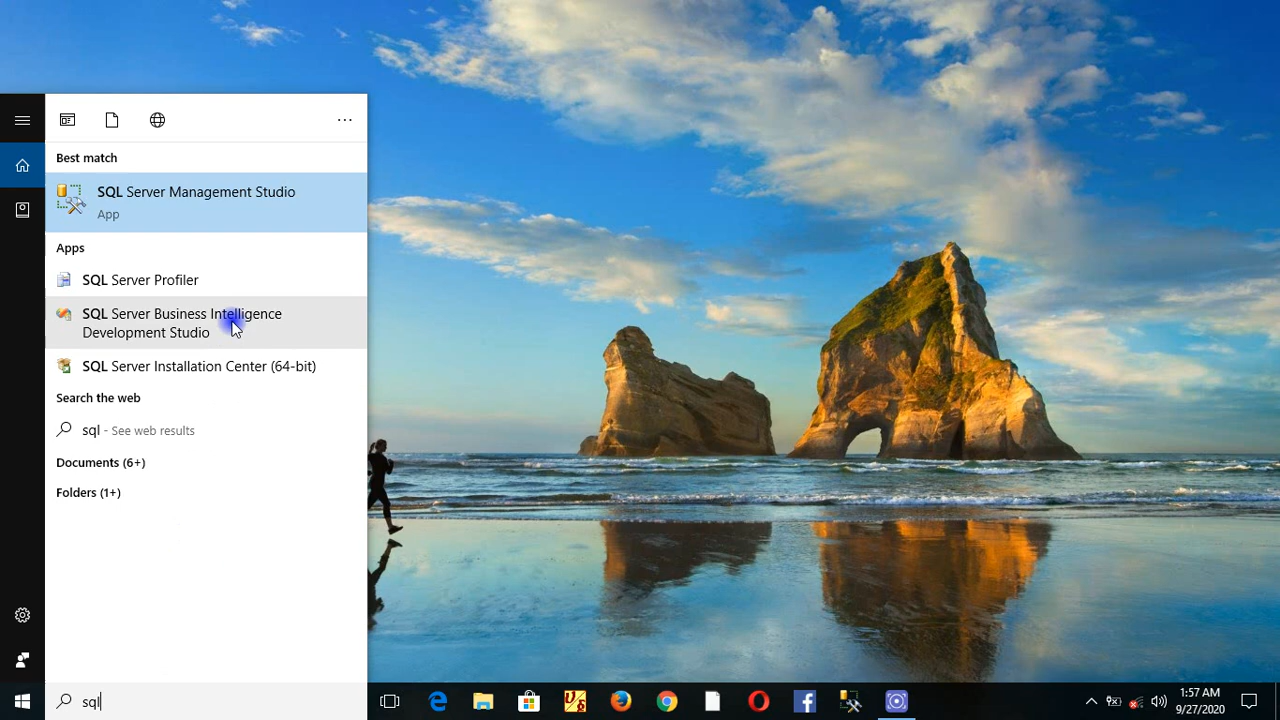 Best match
SQL Server Management Studio
App
Apps
SQL Server Profiler
SQL Server Business Intelligence
Development Studio
SQL Server Installation Center (64-bit)
Search the web
sql - See web results
Documents (6+)
Folders (1+)
sql
1:57 AM
9/27/2020